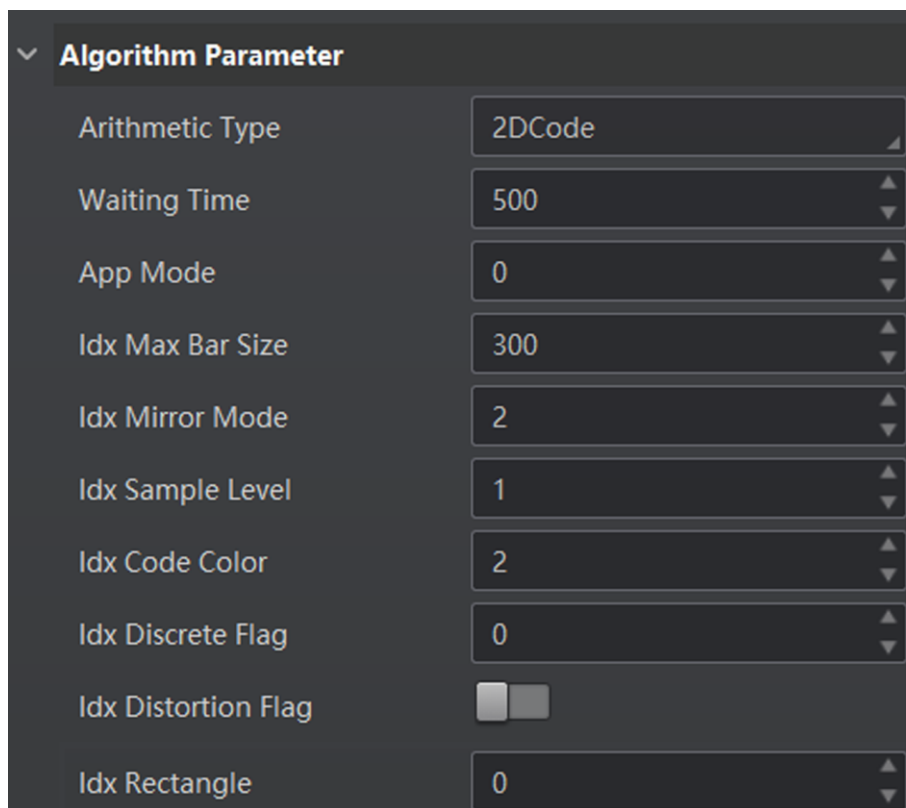 Algorithm Parameter
Arithmetic Type 2DCode
Waiting Time 500
App Mode 0
Idx Max Bar Size 300
Idx Mirror Mode 2
Idx Sample Level 1
Idx Code Color 2
Idx Discrete Flag 0
Idx Distortion Flag
Idx Rectangle 0